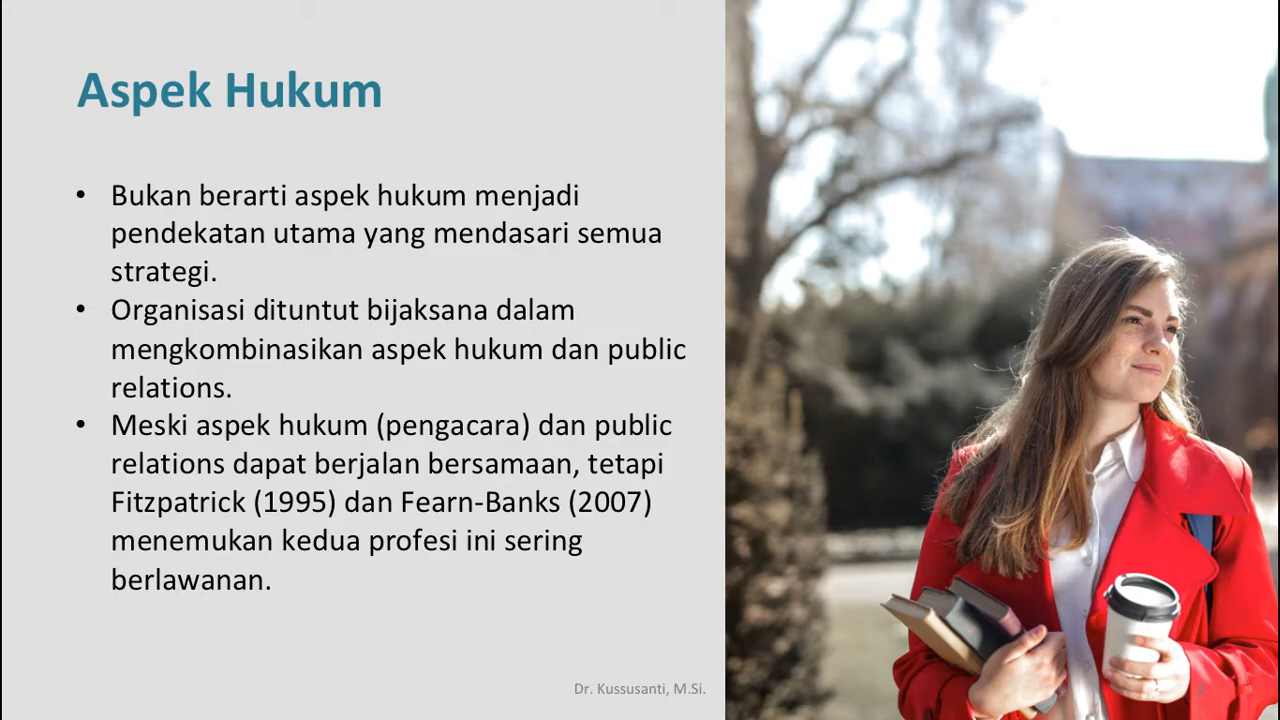 Aspek Hukum
• Bukan berarti aspek hukum menjadi
pendekatan utama yang mendasari semua
strategi.
• Organisasi dituntut bijaksana dalam
mengkombinasikan aspek hukum dan public
relations.
• Meski aspek hukum (pengacara) dan public
relations dapat berjalan bersamaan, tetapi
Fitzpatrick (1995) dan Fearn-Banks (2007)
menemukan kedua profesi ini sering
berlawanan.
Dr. Kussusanti, M.Si.